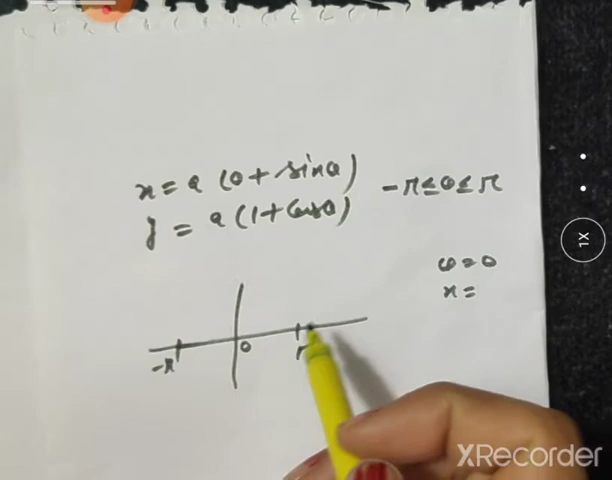 x = a (θ + sinθ)
y = a (1 + cosθ)
-π ≤ θ ≤ π
θ = 0
x =
-π 0 π
1X
XRecorder